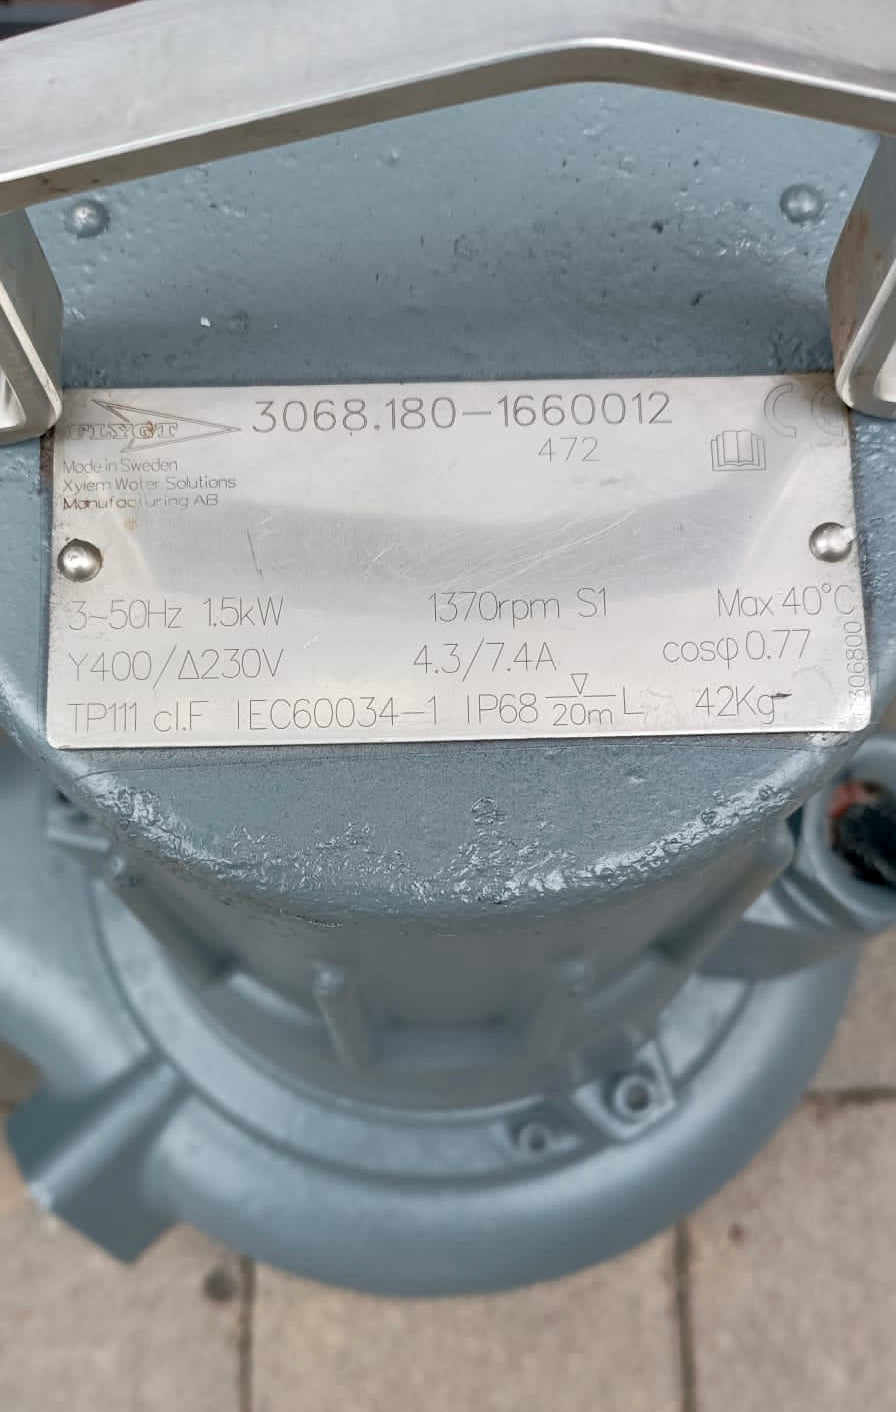 FLYGT
3068.180-1660012
472
CE
Made in Sweden
Xylem Water Solutions
Manufacturing AB
3~50Hz 1.5kW 1370rpm S1 Max 40°C
Y400/Δ230V 4.3/7.4A cosφ 0.77
TP111 cl.F IEC60034-1 IP68 20m L 42Kg